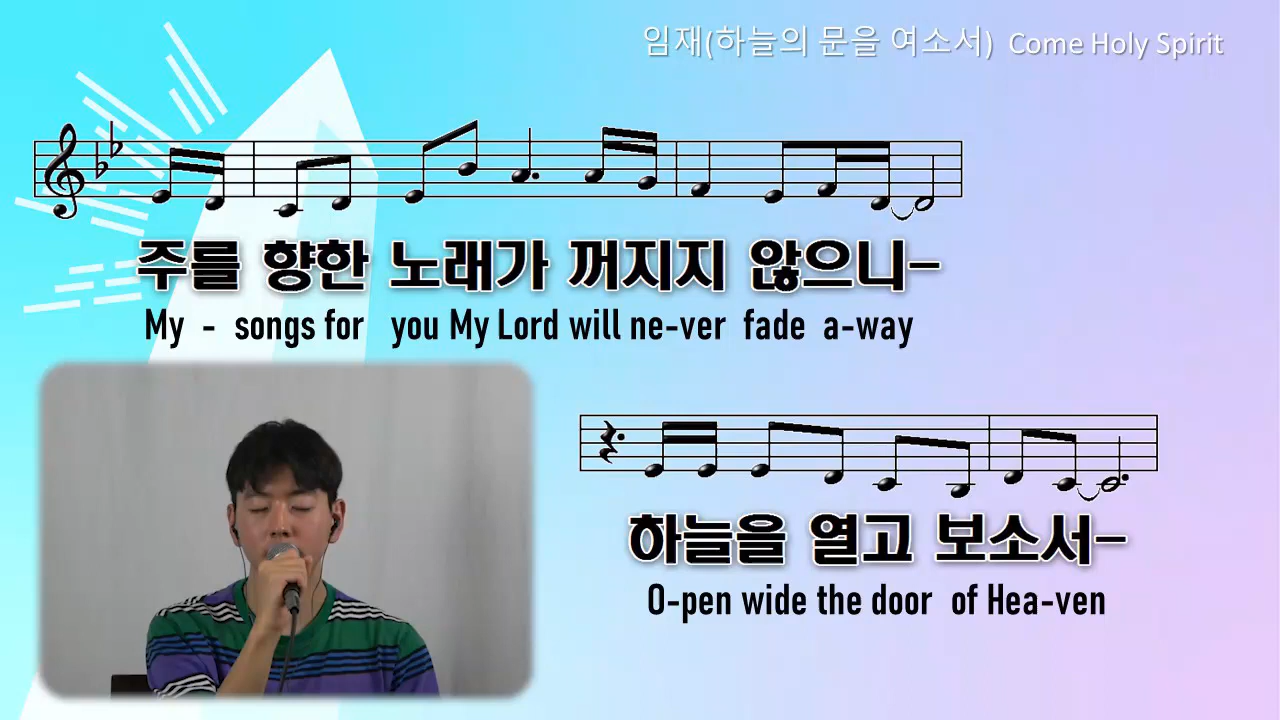 임재(하늘의 문을 여소서) Come Holy Spirit
주를 향한 노래가 꺼지지 않으니-
My - songs for you My Lord will ne-ver fade a-way
하늘을 열고 보소서-
O-pen wide the door of Hea-ven